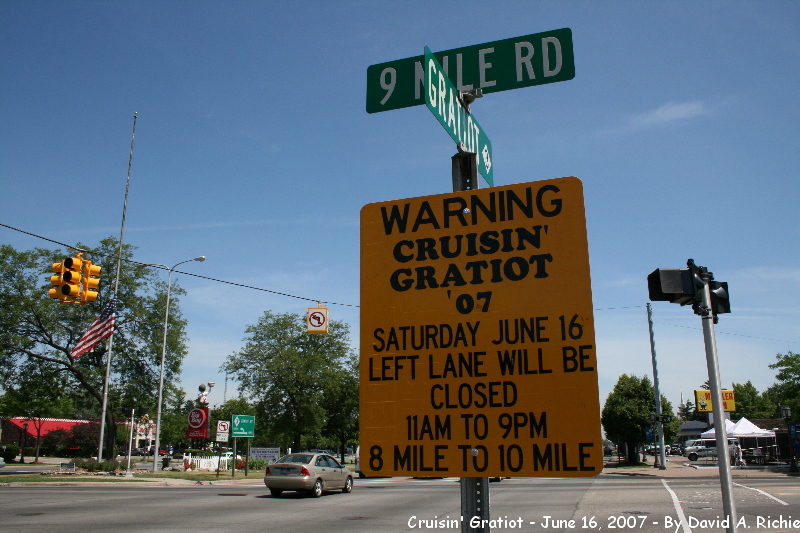 9 MILE RD
GRATIOT
WARNING
CRUISIN'
GRATIOT
'07
SATURDAY JUNE 16
LEFT LANE WILL BE
CLOSED
11AM TO 9PM
8 MILE TO 10 MILE
Cruisin' Gratiot - June 16, 2007 - By David A. Richie